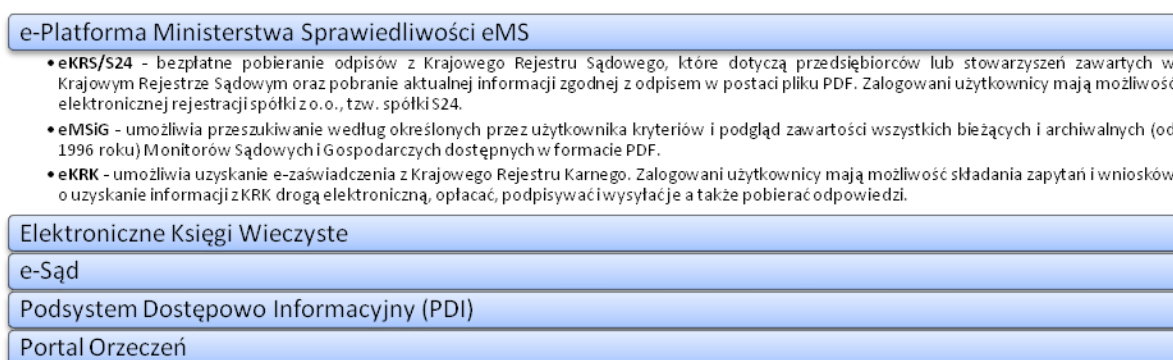 e-Platforma Ministerstwa Sprawiedliwości eMS
• eKRS/S24 - bezpłatne pobieranie odpisów z Krajowego Rejestru Sądowego, które dotyczą przedsiębiorców lub stowarzyszeń zawartych w
Krajowym Rejestrze Sądowym oraz pobranie aktualnej informacji zgodnej z odpisem w postaci pliku PDF. Zalogowani użytkownicy mają możliwość
elektronicznej rejestracji spółki z o.o., tzw. spółki S24.
• eMSiG - umożliwia przeszukiwanie według określonych przez użytkownika kryteriów i podgląd zawartości wszystkich bieżących i archiwalnych (od
1996 roku) Monitorów Sądowych i Gospodarczych dostępnych w formacie PDF.
• eKRK - umożliwia uzyskanie e-zaświadczenia z Krajowego Rejestru Karnego. Zalogowani użytkownicy mają możliwość składania zapytań i wniosków
o uzyskanie informacji z KRK drogą elektroniczną, opłacać, podpisywać i wysyłać je a także pobierać odpowiedzi.
Elektroniczne Księgi Wieczyste
e-Sąd
Podsystem Dostępowo Informacyjny (PDI)
Portal Orzeczeń